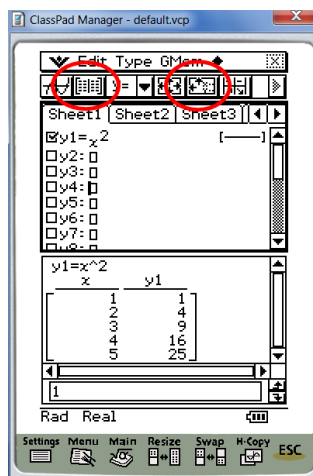 ClassPad Manager - default.vcp
Edit Type GMem ◆
y=
Sheet1 Sheet2 Sheet3
y1=x² [—]
y2:
y3:
y4:
y5:
y6:
y7:
y8:
y1=x^2
x y1
1 1
2 4
3 9
4 16
5 25
1
Rad Real
Settings Menu Main Resize Swap H-Copy
ESC